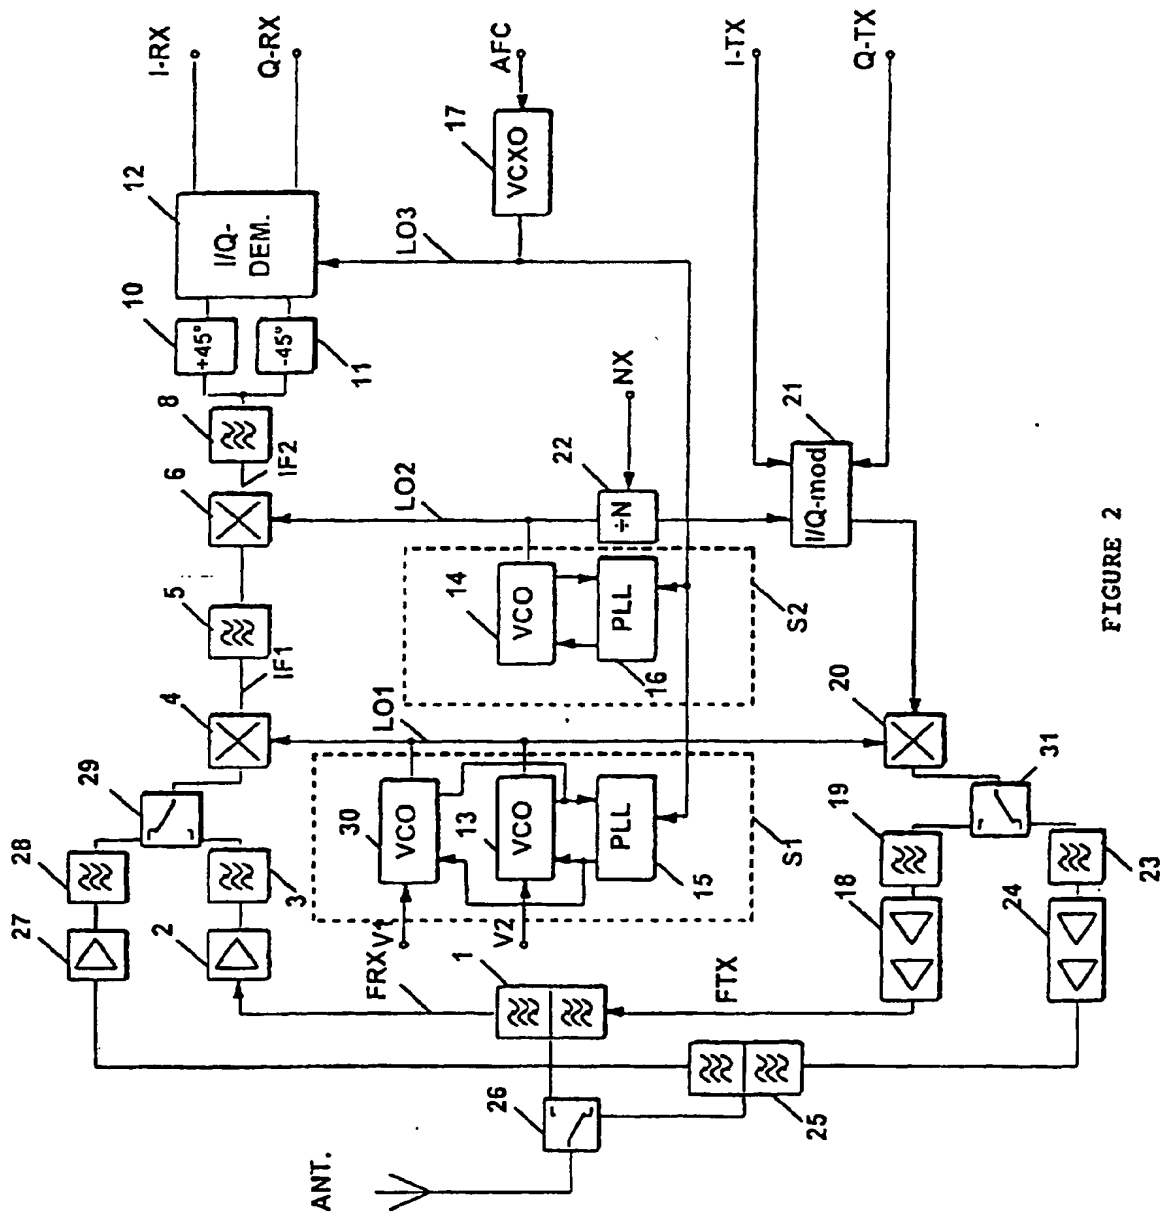 ANT.
26
25
27
28
29
2
3
FRX
1
FTX
V1
V2
VCO
30
VCO
13
PLL
15
S1
LO1
4
IF1
5
6
IF2
8
LO2
VCO
14
PLL
16
S2
÷N
22
NX
+45°
10
-45°
11
I/Q-
DEM.
12
I-RX
Q-RX
LO3
VCXO
17
AFC
I/Q-mod
21
I-TX
Q-TX
20
31
19
18
23
24
FIGURE 2